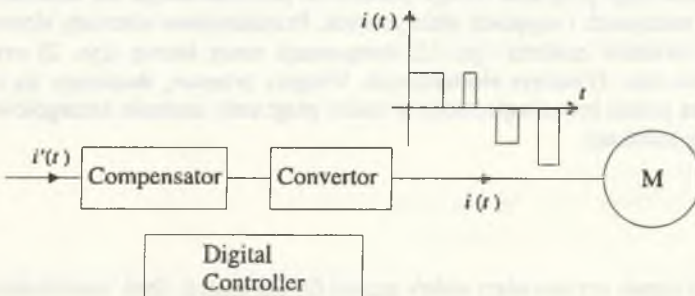 i (t)
t
i'(t)
Compensator
Convertor
i (t)
M
Digital
Controller